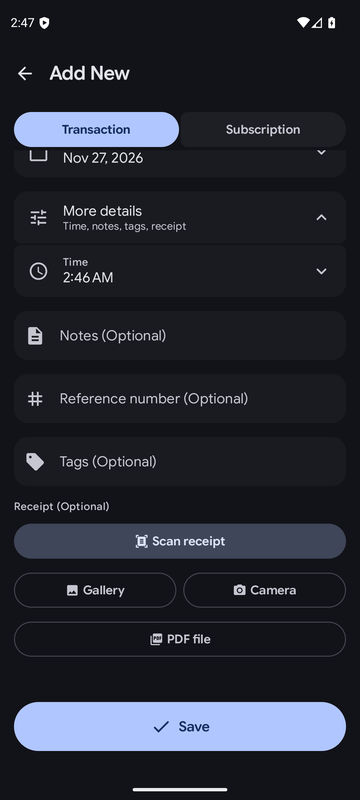 2:47
Add New
Transaction
Subscription
Nov 27, 2026
More details
Time, notes, tags, receipt
Time
2:46 AM
Notes (Optional)
Reference number (Optional)
Tags (Optional)
Receipt (Optional)
Scan receipt
Gallery
Camera
PDF file
Save